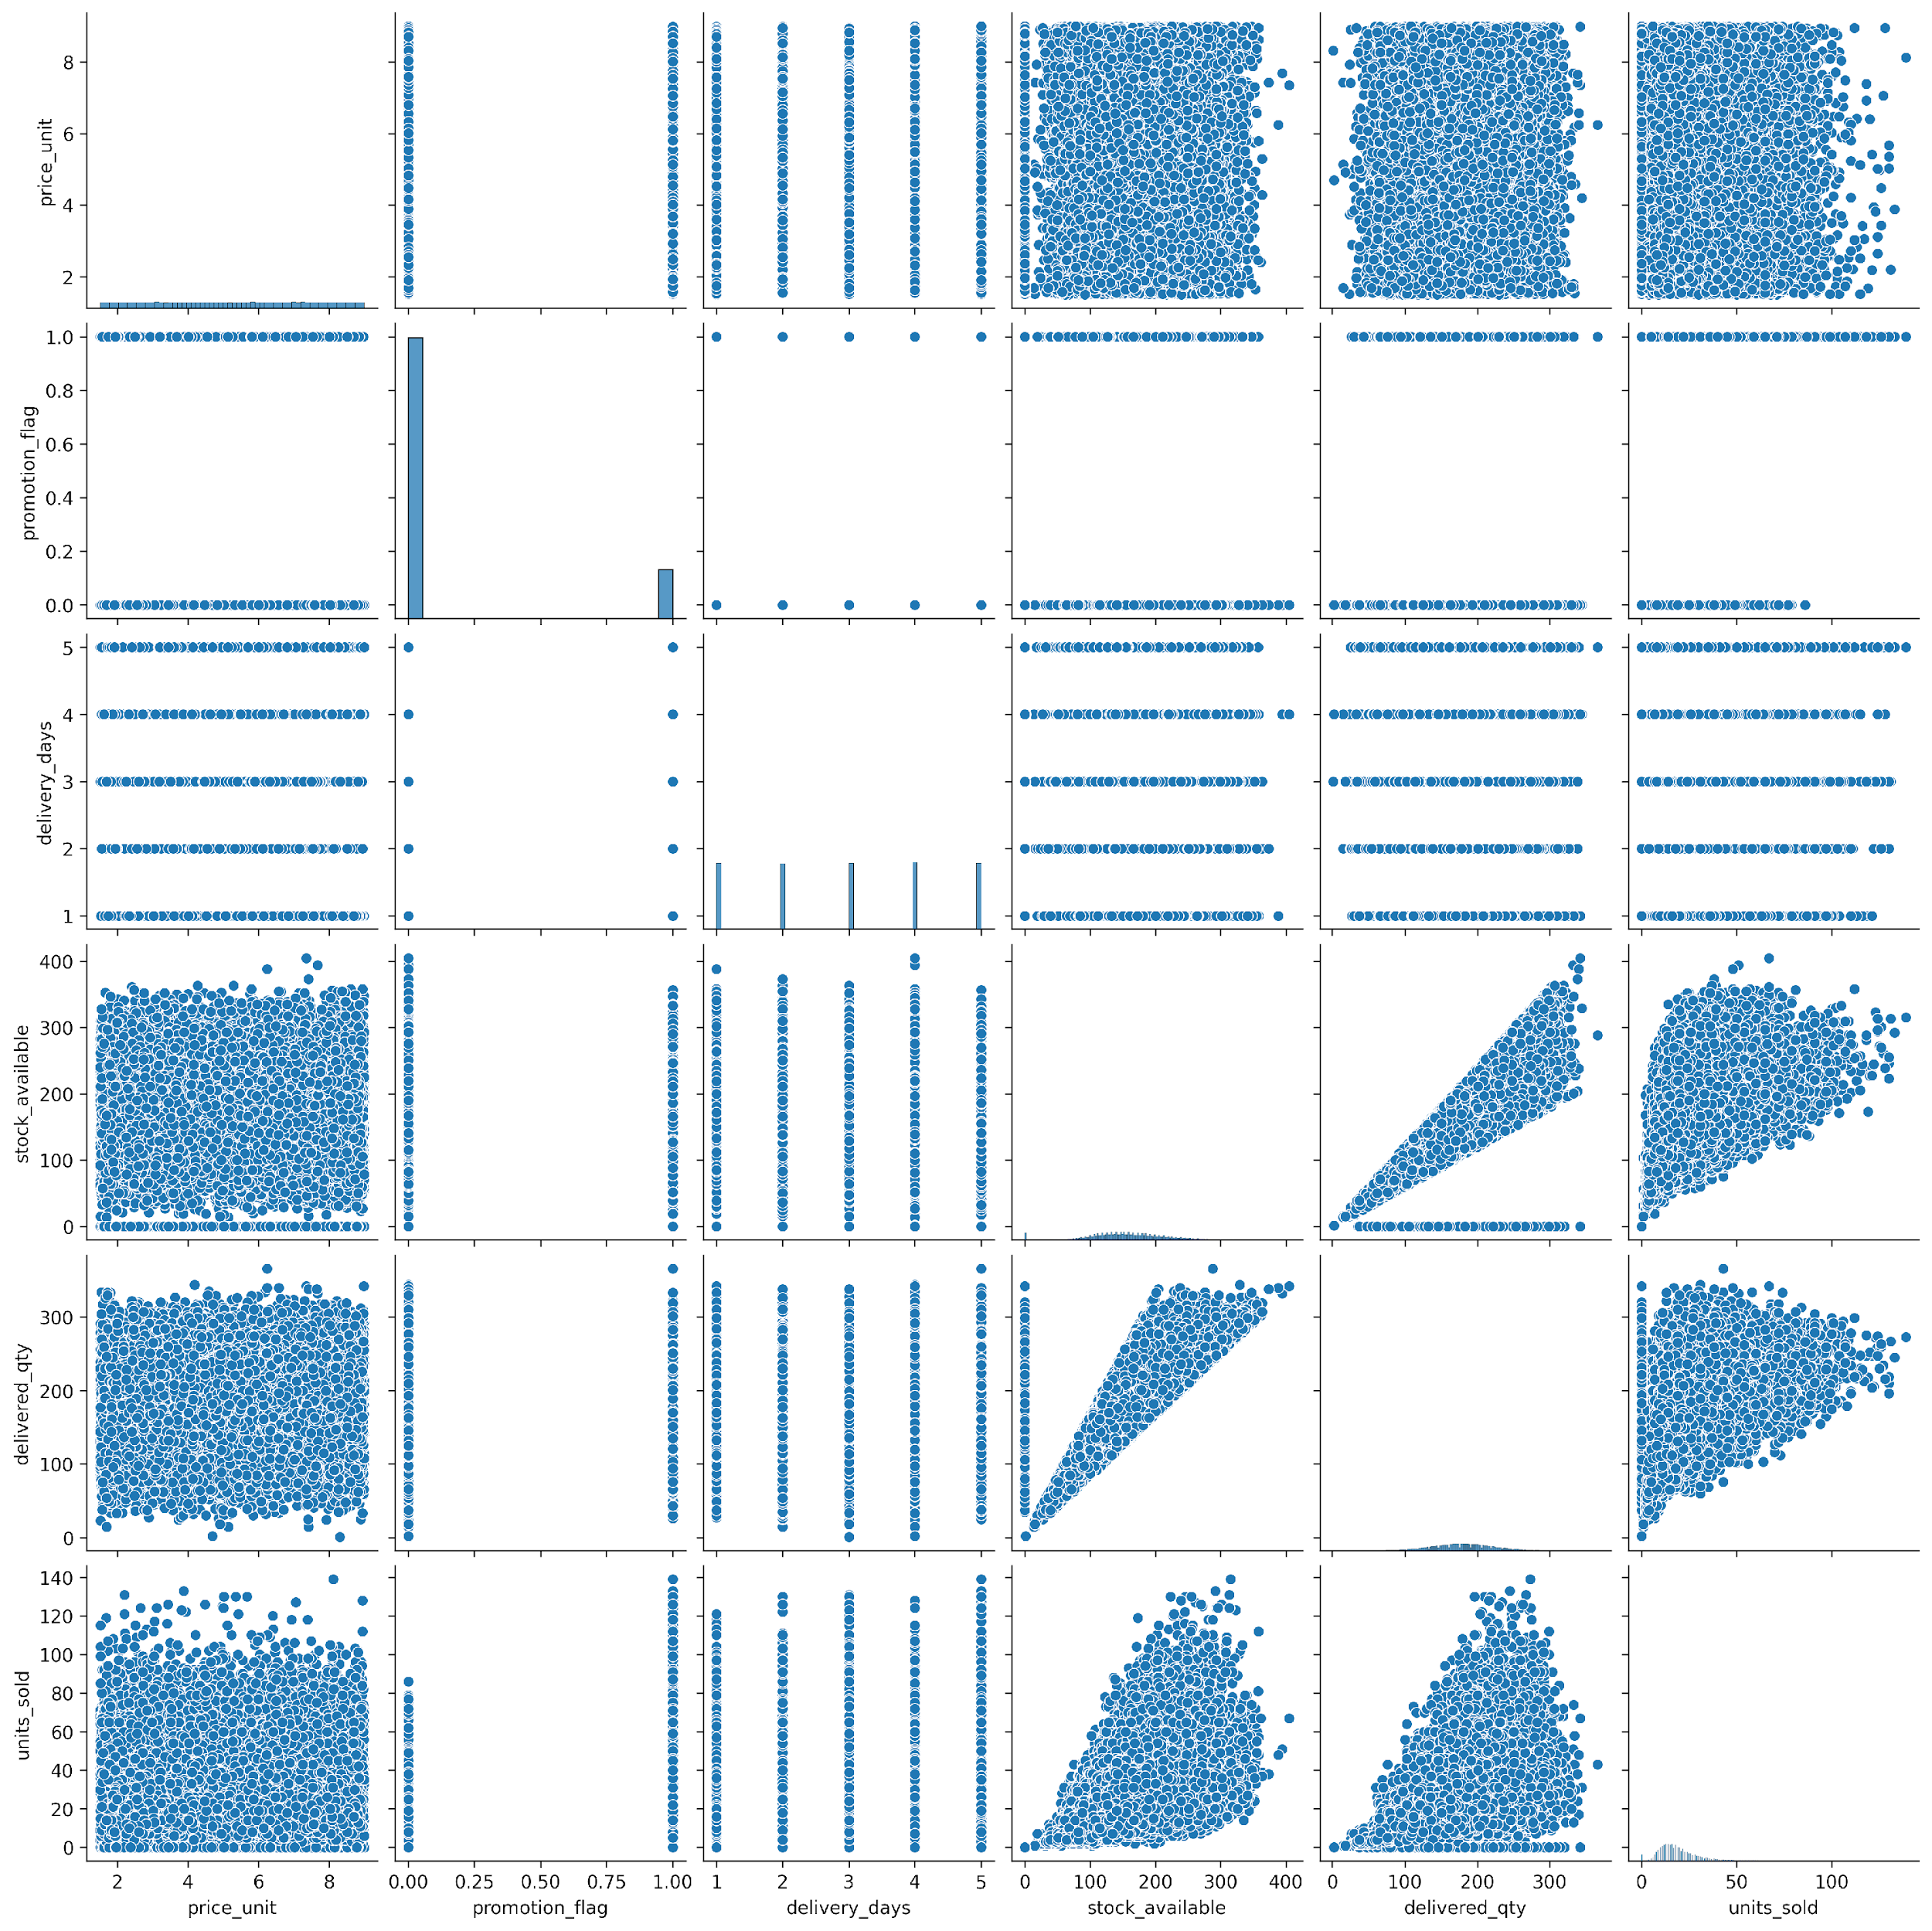 price_unit
8
6
4
2
promotion_flag
1.0
0.8
0.6
0.4
0.2
0.0
delivery_days
5
4
3
2
1
stock_available
400
300
200
100
0
delivered_qty
300
200
100
0
units_sold
140
120
100
80
60
40
20
0
2 4 6 8
0.00 0.25 0.50 0.75 1.00
1 2 3 4 5
0 100 200 300 400
0 100 200 300
0 50 100
price_unit
promotion_flag
delivery_days
stock_available
delivered_qty
units_sold